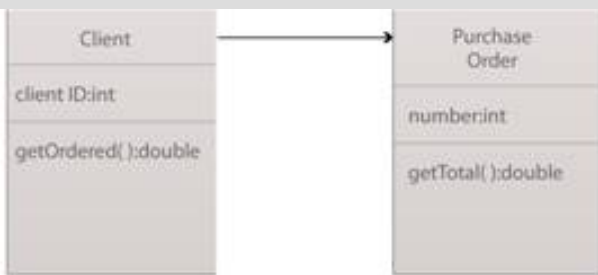 Client
client ID:int
getOrdered( ):double
Purchase
Order
number:int
getTotal( ):double